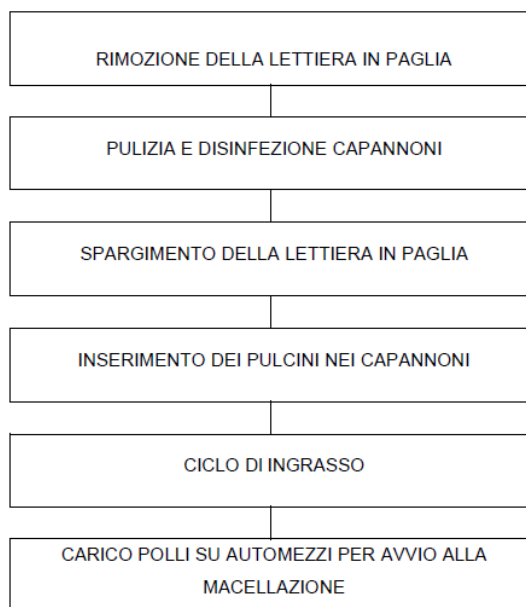 RIMOZIONE DELLA LETTIERA IN PAGLIA
PULIZIA E DISINFEZIONE CAPANNONI
SPARGIMENTO DELLA LETTIERA IN PAGLIA
INSERIMENTO DEI PULCINI NEI CAPANNONI
CICLO DI INGRASSO
CARICO POLLI SU AUTOMEZZI PER AVVIO ALLA
MACELLAZIONE